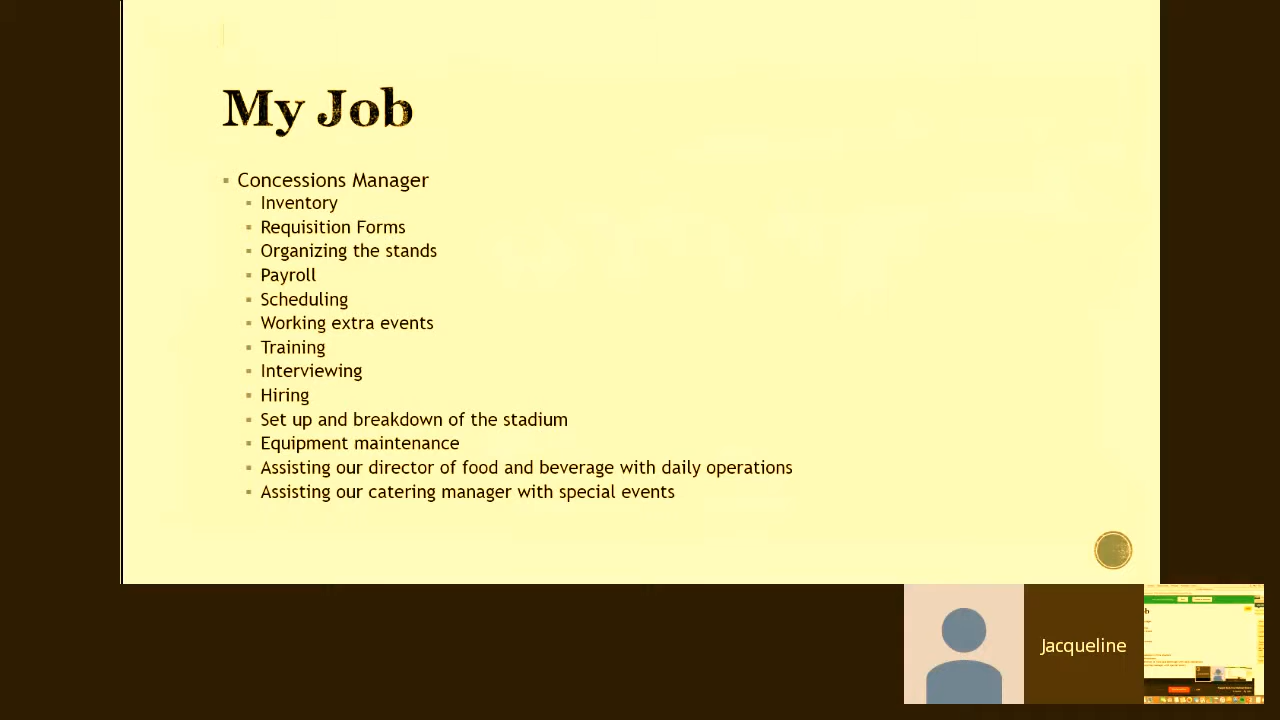 My Job
Concessions Manager
Inventory
Requisition Forms
Organizing the stands
Payroll
Scheduling
Working extra events
Training
Interviewing
Hiring
Set up and breakdown of the stadium
Equipment maintenance
Assisting our director of food and beverage with daily operations
Assisting our catering manager with special events
Jacqueline